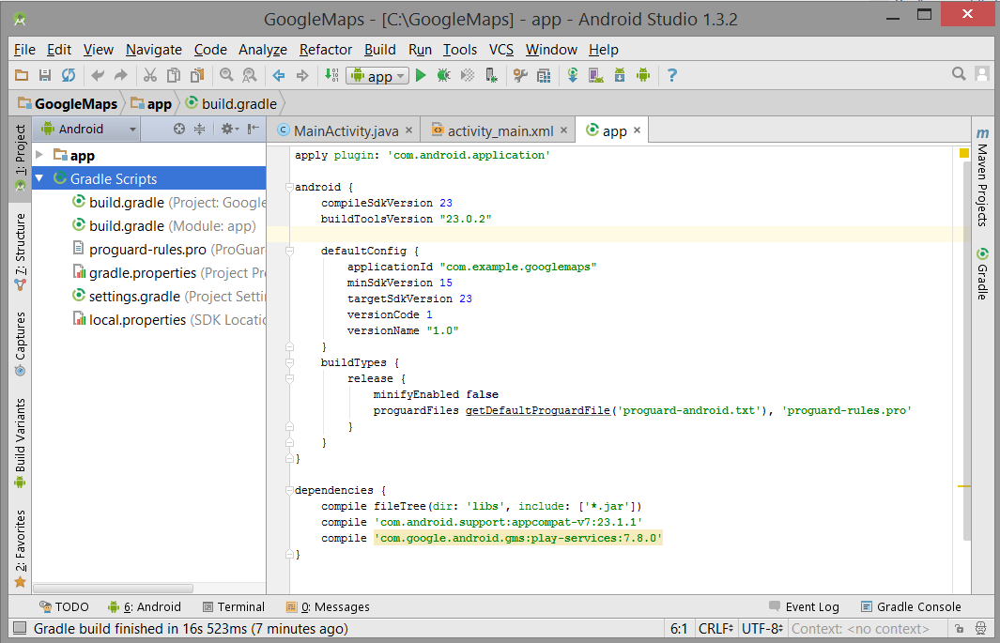 GoogleMaps - [C:\GoogleMaps] - app - Android Studio 1.3.2
File Edit View Navigate Code Analyze Refactor Build Run Tools VCS Window Help
app
GoogleMaps app build.gradle
Android
MainActivity.java activity_main.xml app
1: Project
7: Structure
Captures
Build Variants
2: Favorites
app
Gradle Scripts
build.gradle (Project: Google
build.gradle (Module: app)
proguard-rules.pro (ProGuar
gradle.properties (Project Pr
settings.gradle (Project Settin
local.properties (SDK Locatio
apply plugin: 'com.android.application'
android {
compileSdkVersion 23
buildToolsVersion "23.0.2"
defaultConfig {
applicationId "com.example.googlemaps"
minSdkVersion 15
targetSdkVersion 23
versionCode 1
versionName "1.0"
}
buildTypes {
release {
minifyEnabled false
proguardFiles getDefaultProguardFile('proguard-android.txt'), 'proguard-rules.pro'
}
}
}
dependencies {
compile fileTree(dir: 'libs', include: ['*.jar'])
compile 'com.android.support:appcompat-v7:23.1.1'
compile 'com.google.android.gms:play-services:7.8.0'
}
m Maven Projects
Gradle
TODO 6: Android Terminal 0: Messages Event Log Gradle Console
Gradle build finished in 16s 523ms (7 minutes ago) 6:1 CRLF UTF-8 Context: <no context>